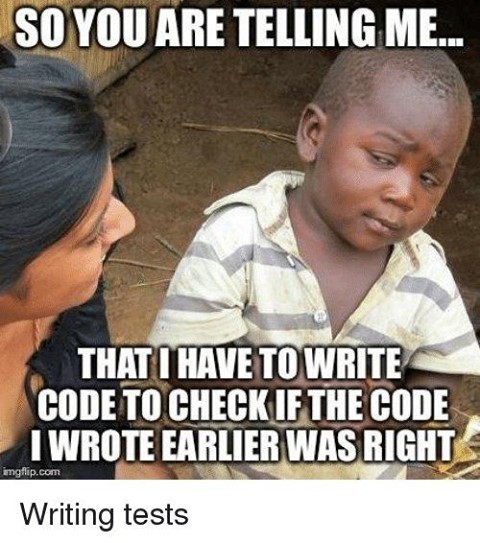 SO YOU ARE TELLING ME...
THAT I HAVE TO WRITE
CODE TO CHECK IF THE CODE
I WROTE EARLIER WAS RIGHT
imgflip.com
Writing tests